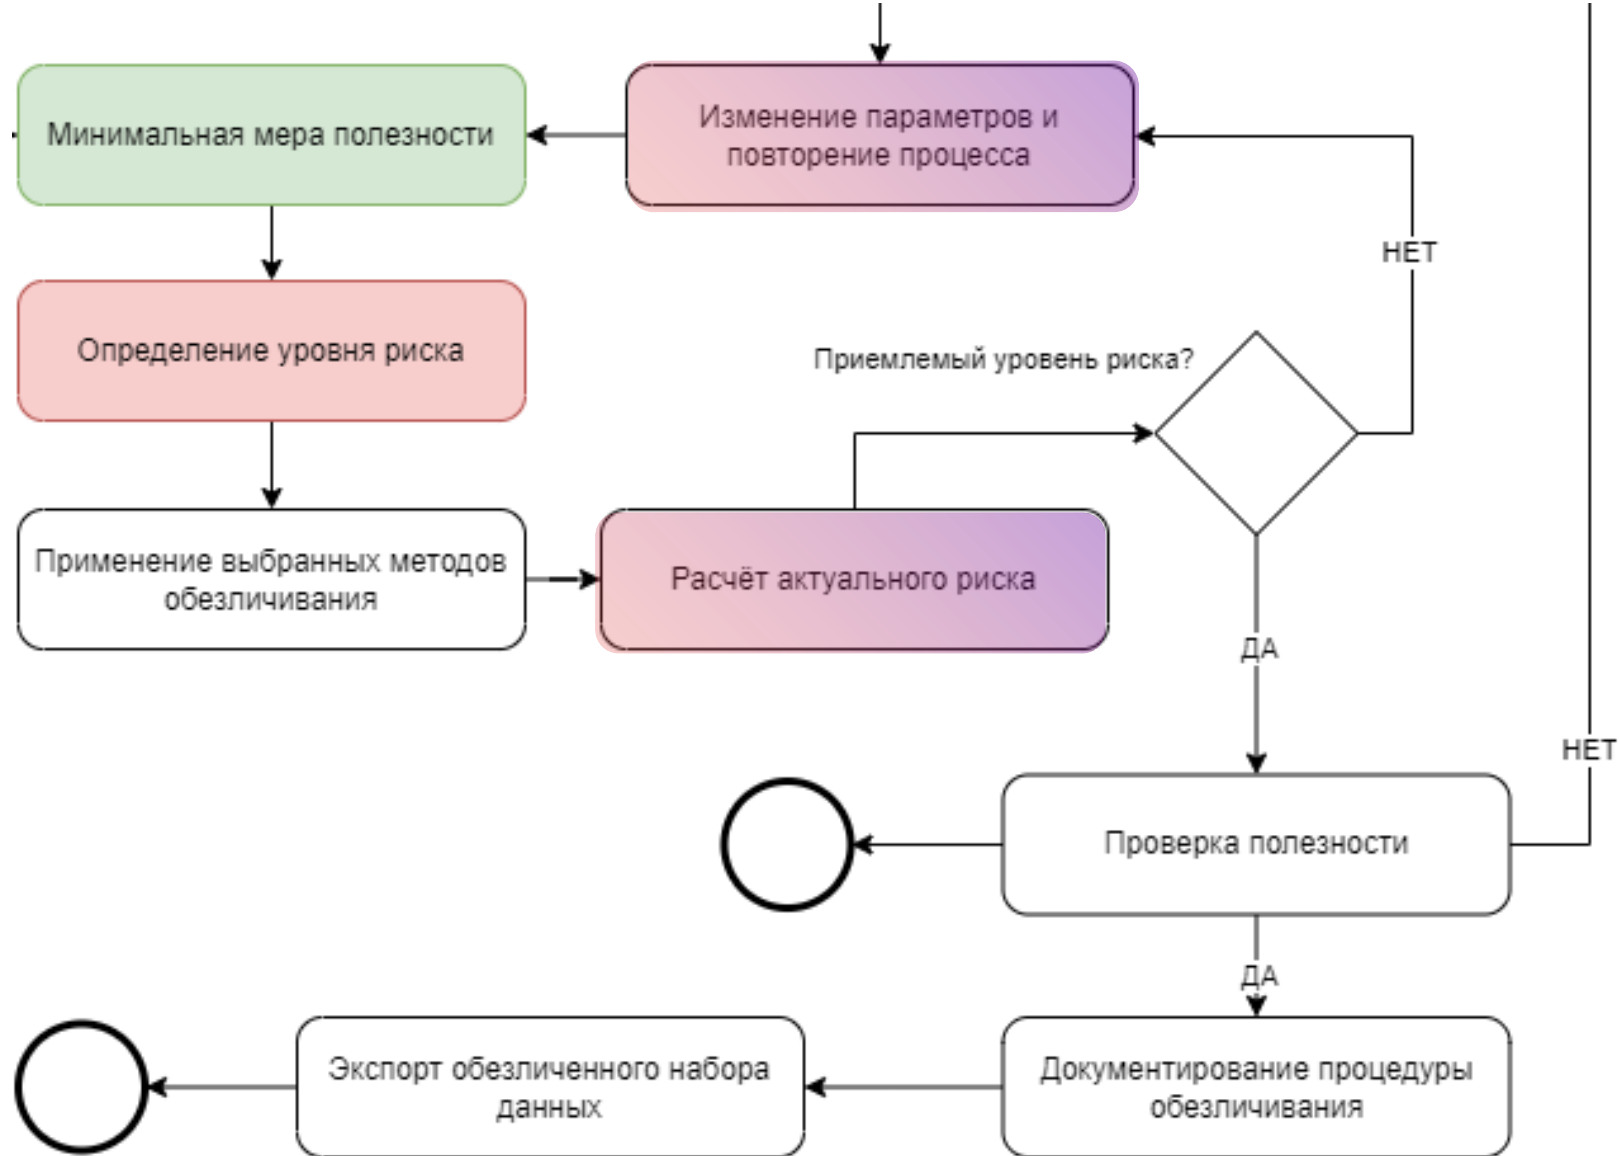 Минимальная мера полезности
Изменение параметров и
повторение процесса
НЕТ
Определение уровня риска
Приемлемый уровень риска?
Применение выбранных методов
обезличивания
Расчёт актуального риска
ДА
НЕТ
Проверка полезности
ДА
Экспорт обезличенного набора
данных
Документирование процедуры
обезличивания